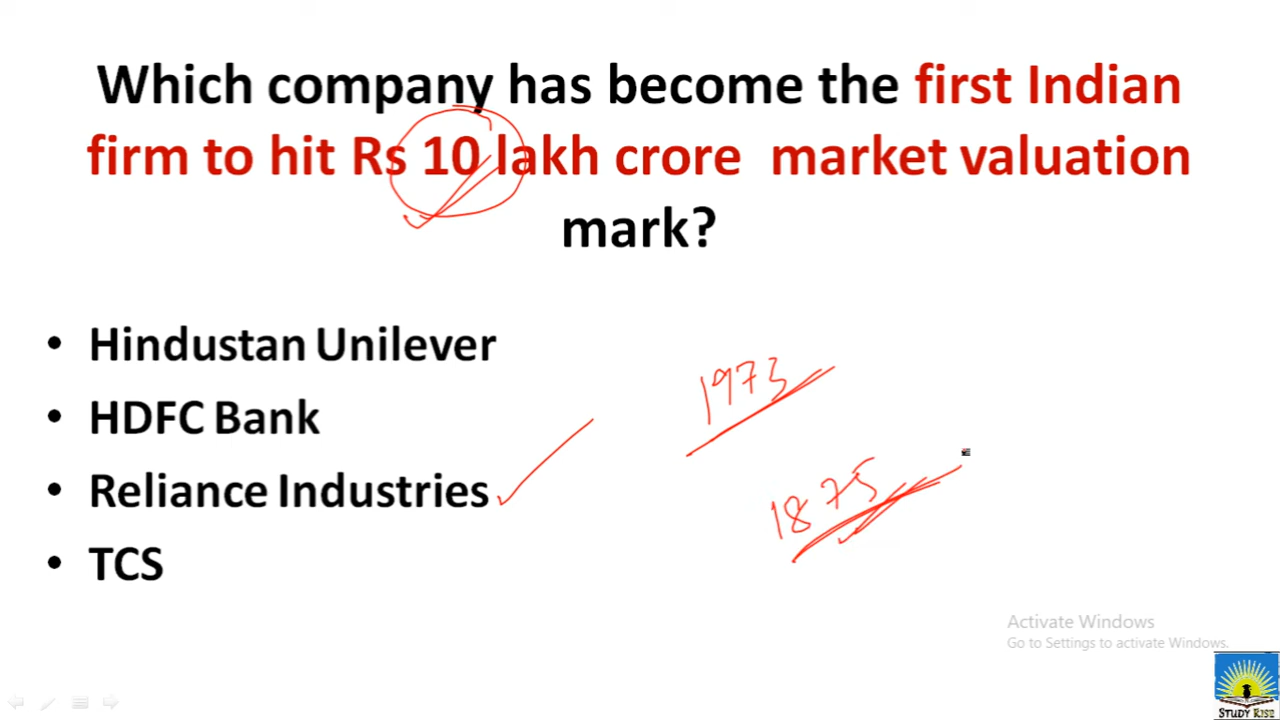 Which company has become the first Indian
firm to hit Rs 10 lakh crore market valuation
mark?
• Hindustan Unilever
• HDFC Bank
• Reliance Industries
• TCS
1973
1875
Activate Windows
Go to Settings to activate Windows.
STUDY RISE